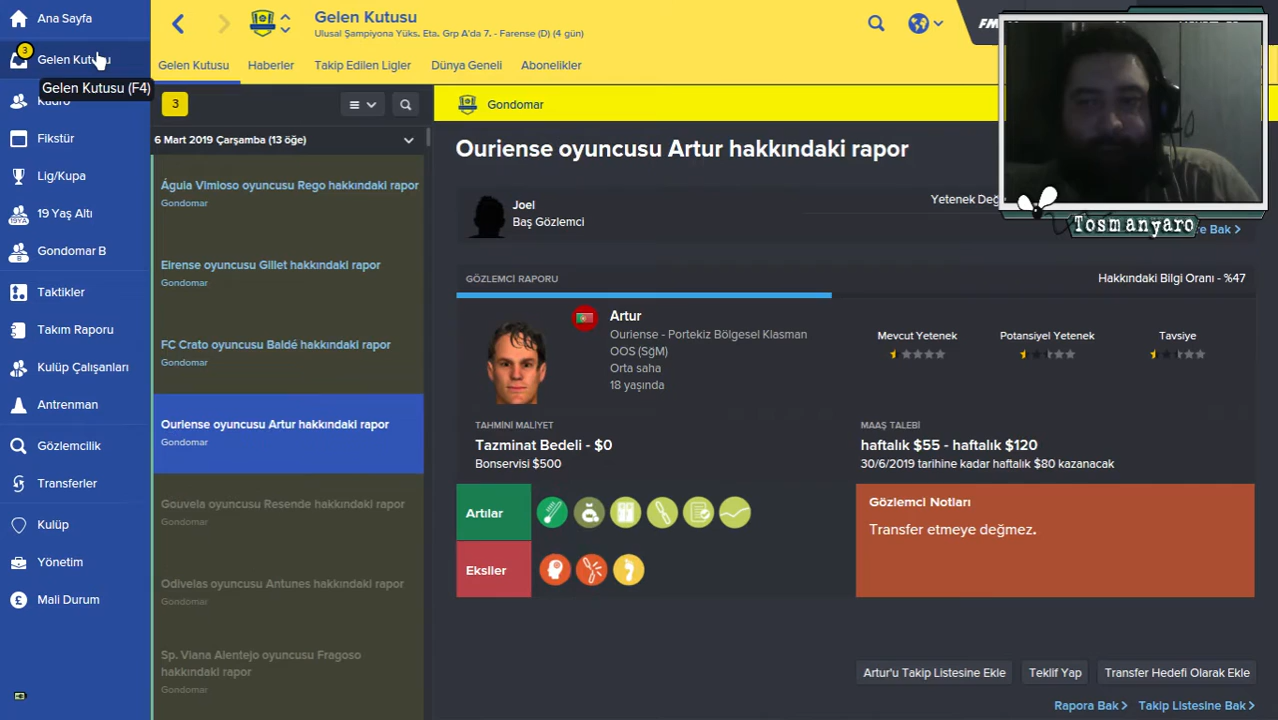 Ana Sayfa
3
Gelen Kutusu
Gelen Kutusu (F4)
Kadro
Fikstür
Lig/Kupa
19 Yaş Altı
Gondomar B
Taktikler
Takım Raporu
Kulüp Çalışanları
Antrenman
Gözlemcilik
Transferler
Kulüp
Yönetim
Mali Durum
Gelen Kutusu
Ulusal Şampiyona Yüks. Eta. Grp A'da 7. - Farense (D) (4 gün)
FM
Gelen Kutusu
Haberler
Takip Edilen Ligler
Dünya Geneli
Abonelikler
3
6 Mart 2019 Çarşamba (13 öğe)
Águia Vimioso oyuncusu Rego hakkındaki rapor
Gondomar
Eirense oyuncusu Gillet hakkındaki rapor
Gondomar
FC Crato oyuncusu Baldé hakkındaki rapor
Gondomar
Ouriense oyuncusu Artur hakkındaki rapor
Gondomar
Gouveia oyuncusu Resende hakkındaki rapor
Gondomar
Odivelas oyuncusu Antunes hakkındaki rapor
Gondomar
Sp. Viana Alentejo oyuncusu Fragoso
hakkındaki rapor
Gondomar
Gondomar
Ouriense oyuncusu Artur hakkındaki rapor
Joel
Baş Gözlemci
Yetenek Değ
Bak >
Tosmanyaro
GÖZLEMCİ RAPORU
Hakkındaki Bilgi Oranı - %47
Artur
Ouriense - Portekiz Bölgesel Klasman
OOS (SğM)
Orta saha
18 yaşında
Mevcut Yetenek
Potansiyel Yetenek
Tavsiye
TAHMİNİ MALİYET
Tazminat Bedeli - $0
Bonservisi $500
MAAŞ TALEBİ
haftalık $55 - haftalık $120
30/6/2019 tarihine kadar haftalık $80 kazanacak
Artılar
Eksiler
Gözlemci Notları
Transfer etmeye değmez.
Artur'u Takip Listesine Ekle
Teklif Yap
Transfer Hedefi Olarak Ekle
Rapora Bak >
Takip Listesine Bak >